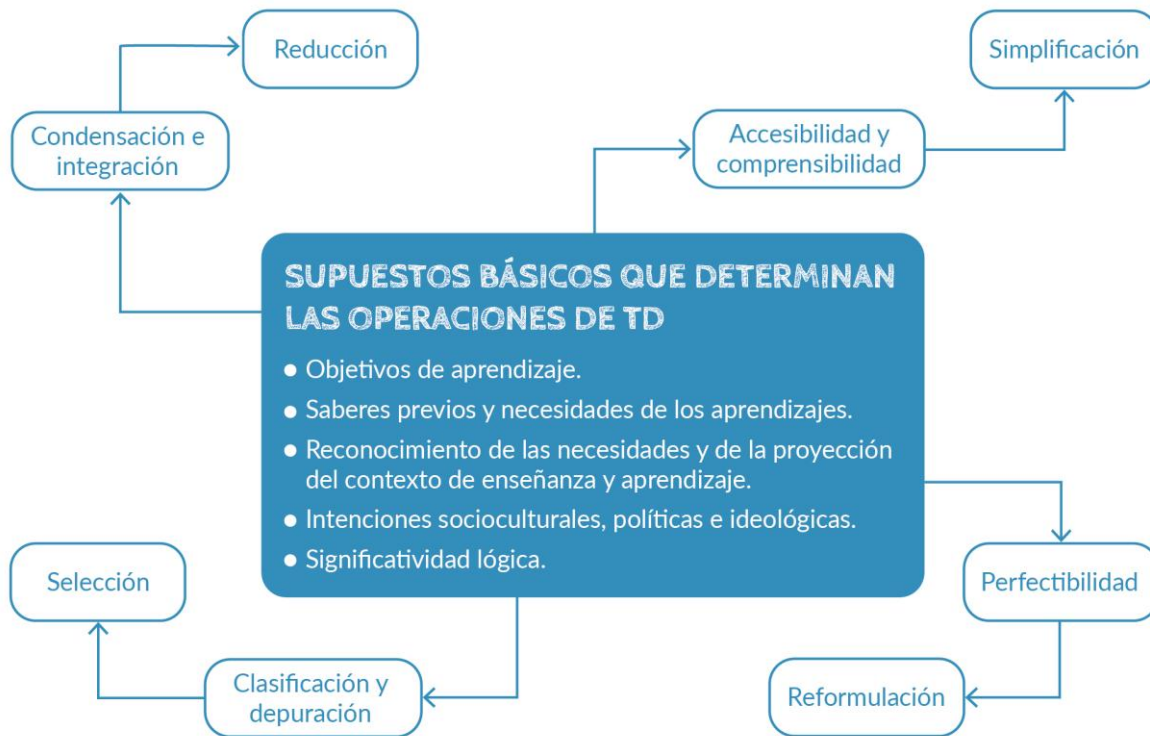 Reducción
Simplificación
Condensación e
integración
Accesibilidad y
comprensibilidad
SUPUESTOS BÁSICOS QUE DETERMINAN
LAS OPERACIONES DE TD
• Objetivos de aprendizaje.
• Saberes previos y necesidades de los aprendizajes.
• Reconocimiento de las necesidades y de la proyección
del contexto de enseñanza y aprendizaje.
• Intenciones socioculturales, políticas e ideológicas.
• Significatividad lógica.
Selección
Perfectibilidad
Clasificación y
depuración
Reformulación